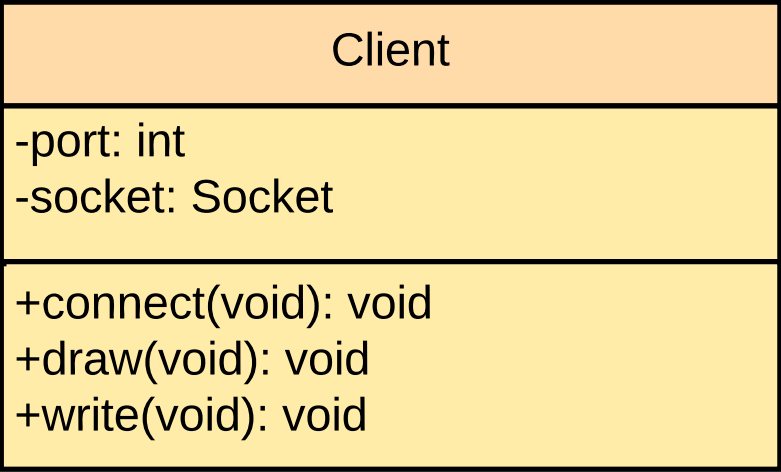 Client
-port: int
-socket: Socket
+connect(void): void
+draw(void): void
+write(void): void